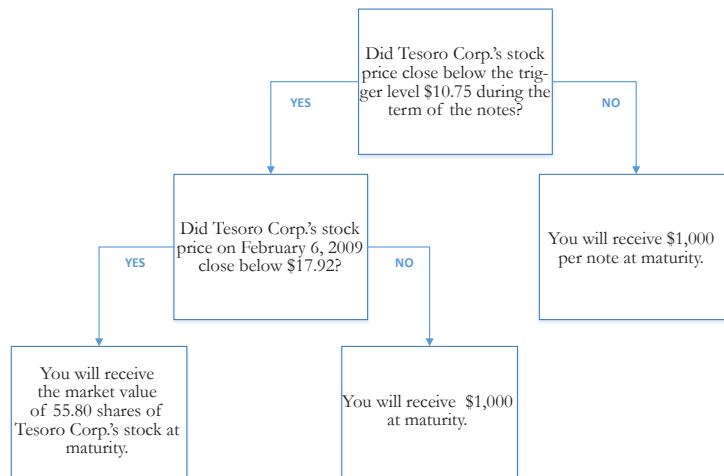 Did Tesoro Corp.'s stock
price close below the trig-
ger level $10.75 during the
term of the notes?
YES
NO
Did Tesoro Corp.'s stock
price on February 6, 2009
close below $17.92?
You will receive $1,000
per note at maturity.
YES
NO
You will receive
the market value
of 55.80 shares of
Tesoro Corp.'s stock at
maturity.
You will receive $1,000
at maturity.